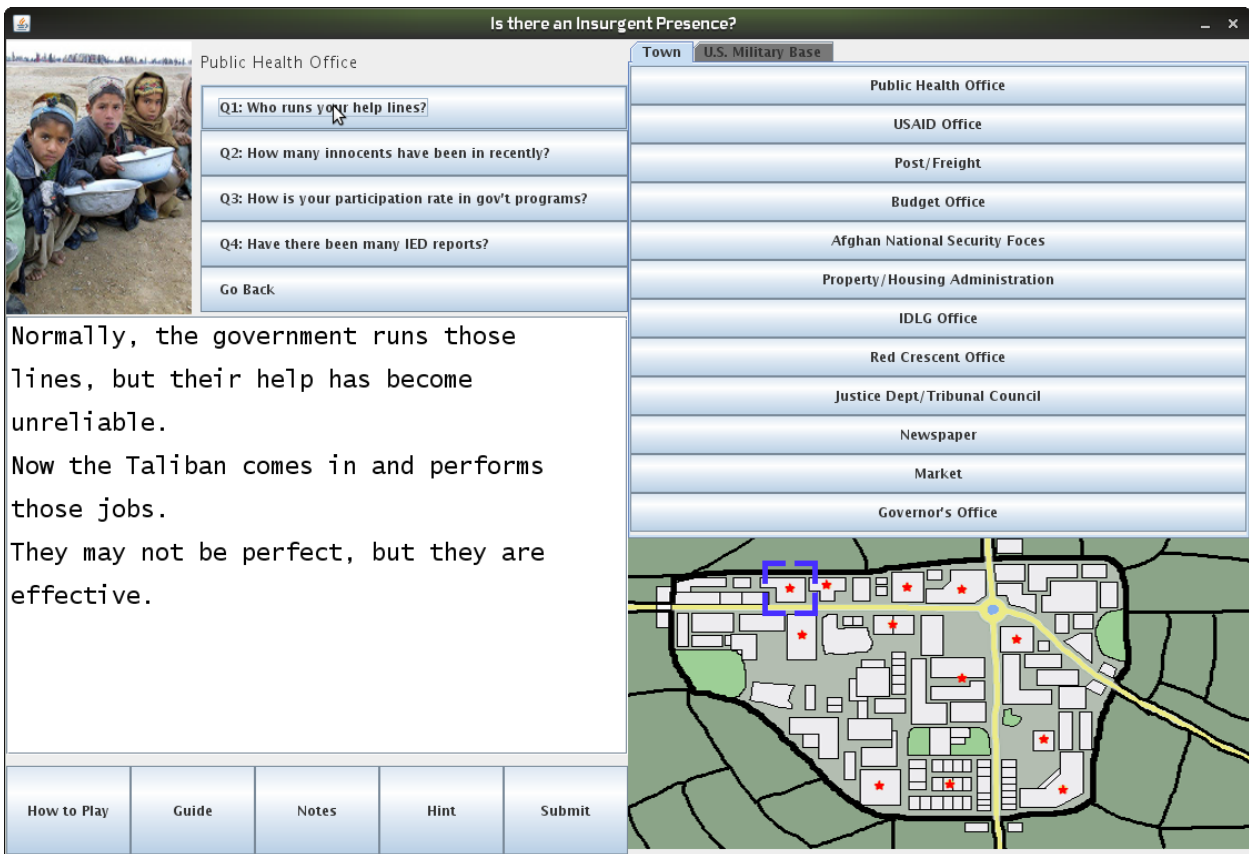 Is there an Insurgent Presence?
Public Health Office
Q1: Who runs your help lines?
Q2: How many innocents have been in recently?
Q3: How is your participation rate in gov't programs?
Q4: Have there been many IED reports?
Go Back
Normally, the government runs those
lines, but their help has become
unreliable.
Now the Taliban comes in and performs
those jobs.
They may not be perfect, but they are
effective.
How to Play
Guide
Notes
Hint
Submit
Town
U.S. Military Base
Public Health Office
USAID Office
Post/Freight
Budget Office
Afghan National Security Foces
Property/Housing Administration
IDLG Office
Red Crescent Office
Justice Dept/Tribunal Council
Newspaper
Market
Governor's Office